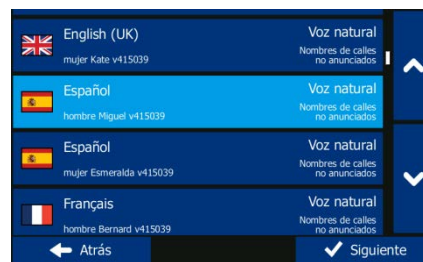 English (UK)
Voz natural
mujer Kate v415039
Nombres de calles
no anunciados
Español
Voz natural
hombre Miguel v415039
Nombres de calles
no anunciados
Español
Voz natural
mujer Esmeralda v415039
Nombres de calles
no anunciados
Français
Voz natural
hombre Bernard v415039
Nombres de calles
no anunciados
Atrás
Siguiente